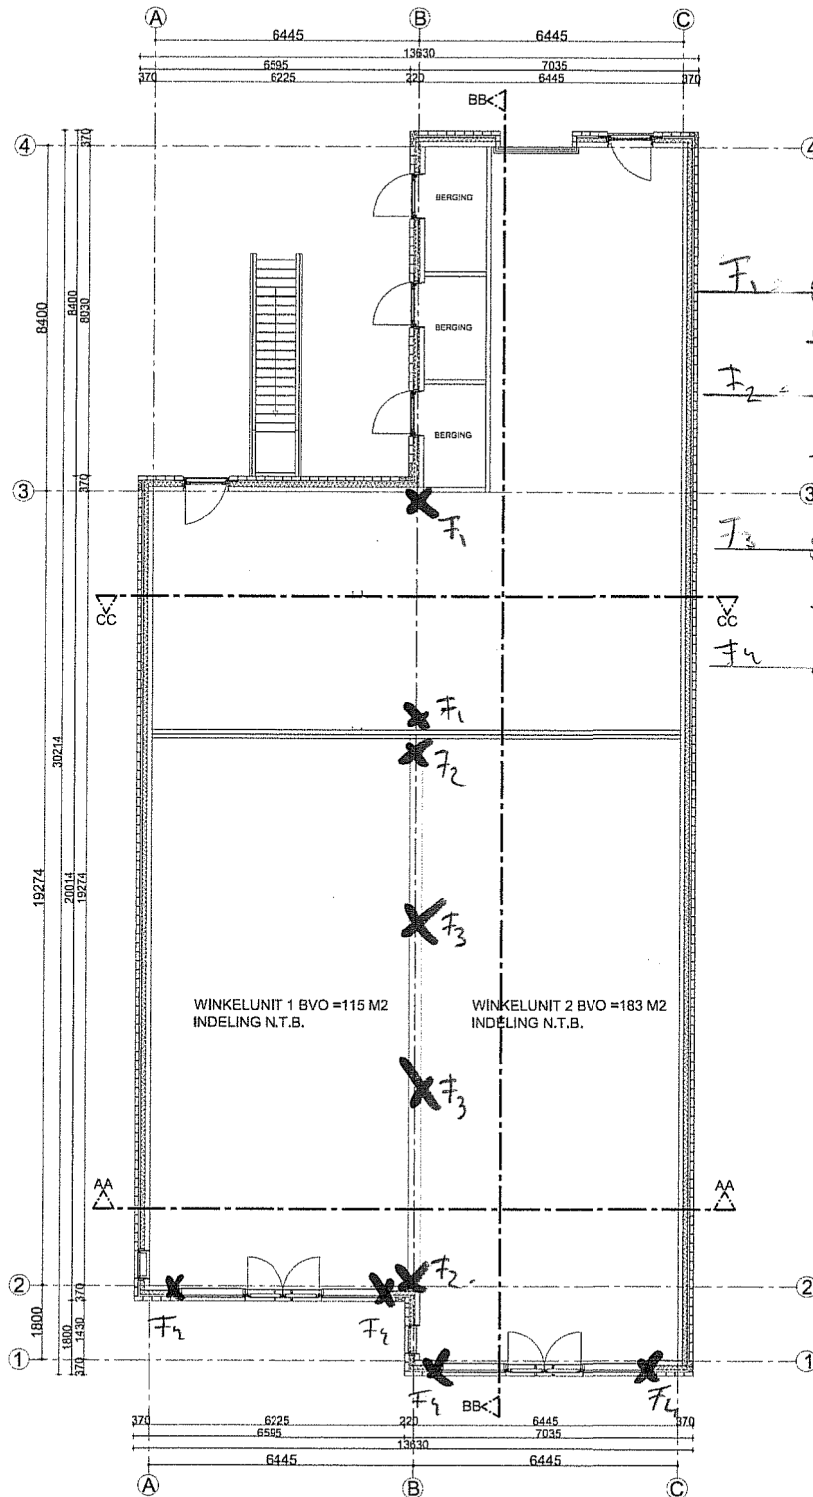 A B C
6445 6445
13630
6595 7035
370 6225 220 6445 370
BB
4 4
370
BERGING
F1
8400 8400 8030
BERGING
F2
BERGING
370
3 3
F1
F3
CC CC
F4
F1
F2
30214
19274 20014 19274
F3
WINKELUNIT 1 BVO =115 M2
INDELING N.T.B.
WINKELUNIT 2 BVO =183 M2
INDELING N.T.B.
F3
AA AA
F2
2 2
370
F4 F4
1800 1800 1430
1 1
370
F4 F4
BB
370 6225 220 6445 370
6595 7035
13630
6445 6445
A B C